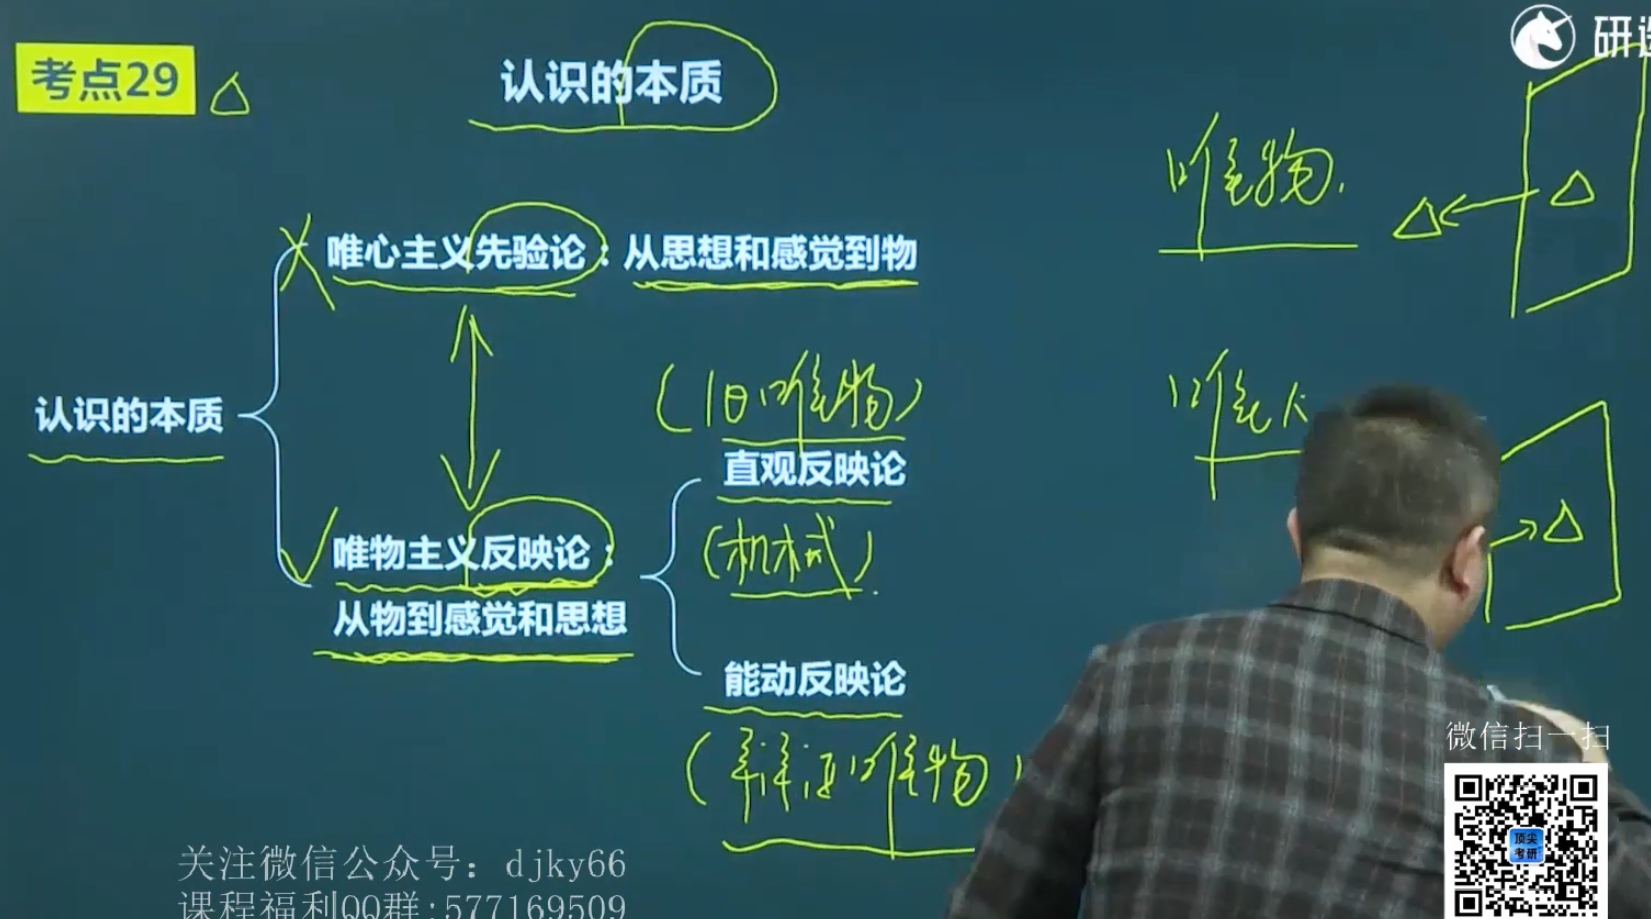 研
考点29
认识的本质
唯物
唯心主义先验论：从思想和感觉到物
(旧唯物)
唯
认识的本质
直观反映论
唯物主义反映论：
(机械)
从物到感觉和思想
能动反映论
(辩证唯物
微信扫一扫
顶尖
考研
关注微信公众号：djky66
课程福利QQ群:577169509